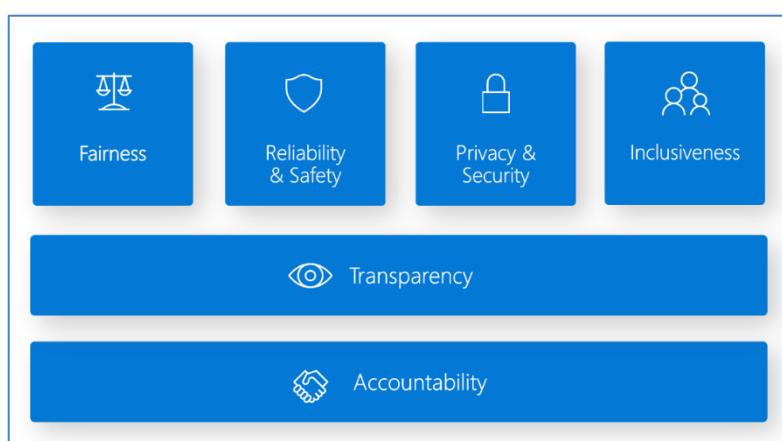 Fairness
Reliability
& Safety
Privacy &
Security
Inclusiveness
Transparency
Accountability